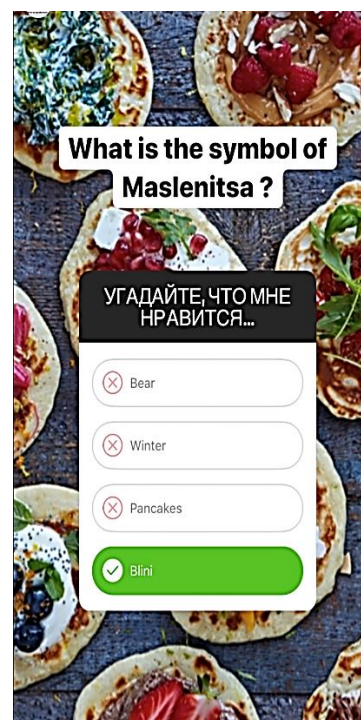 What is the symbol of
Maslenitsa ?
УГАДАЙТЕ, ЧТО МНЕ
НРАВИТСЯ...
Bear
Winter
Pancakes
Blini